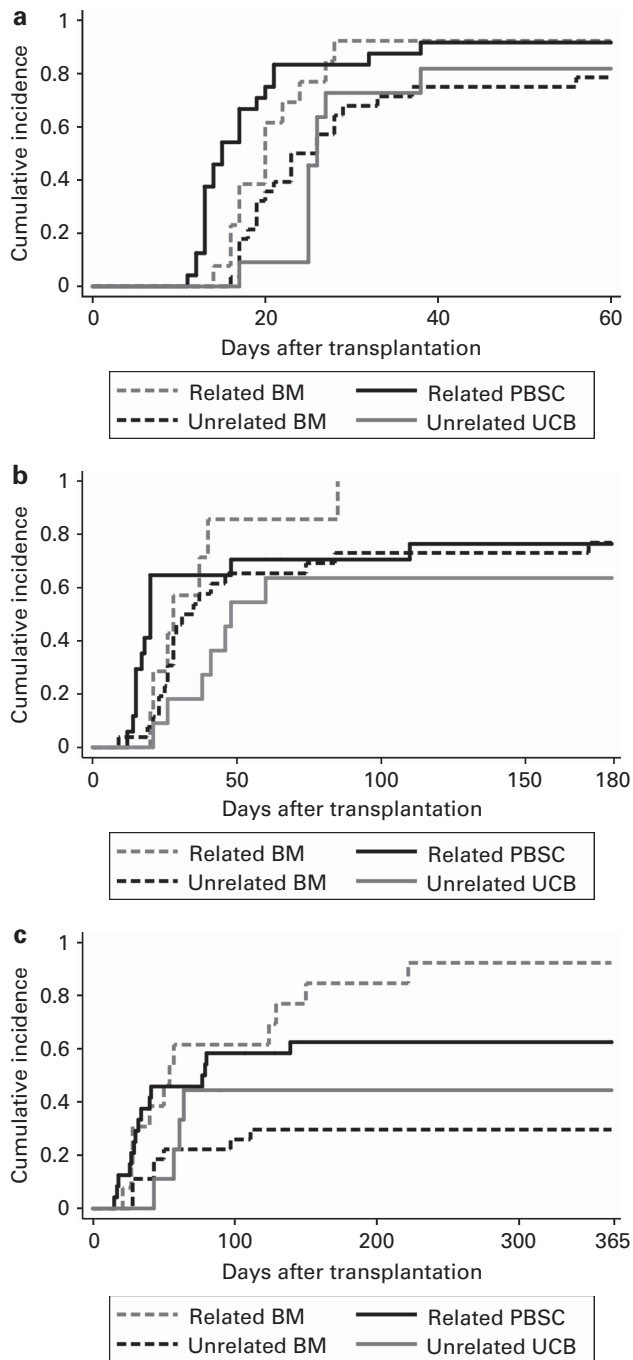 a
Cumulative incidence
1
0.8
0.6
0.4
0.2
0
0 20 40 60
Days after transplantation
Related BM Related PBSC
Unrelated BM Unrelated UCB
b
Cumulative incidence
1
0.8
0.6
0.4
0.2
0
0 50 100 150 180
Days after transplantation
Related BM Related PBSC
Unrelated BM Unrelated UCB
c
Cumulative incidence
1
0.8
0.6
0.4
0.2
0
0 100 200 300 365
Days after transplantation
Related BM Related PBSC
Unrelated BM Unrelated UCB